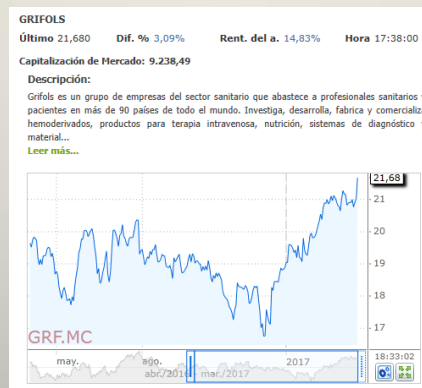 GRIFOLS
Último 21,680 Dif. % 3,09% Rent. del a. 14,83% Hora 17:38:00
Capitalización de Mercado: 9.238,49
Descripción:
Grifols es un grupo de empresas del sector sanitario que abastece a profesionales sanitarios
pacientes en más de 90 países de todo el mundo. Investiga, desarrolla, fabrica y comercializ
hemoderivados, productos para terapia intravenosa, nutrición, sistemas de diagnóstico
material...
Leer más...
21,68
21
20
19
18
17
GRF.MC
may. ago. 2017
abr./2016 mar./2017
18:33:02